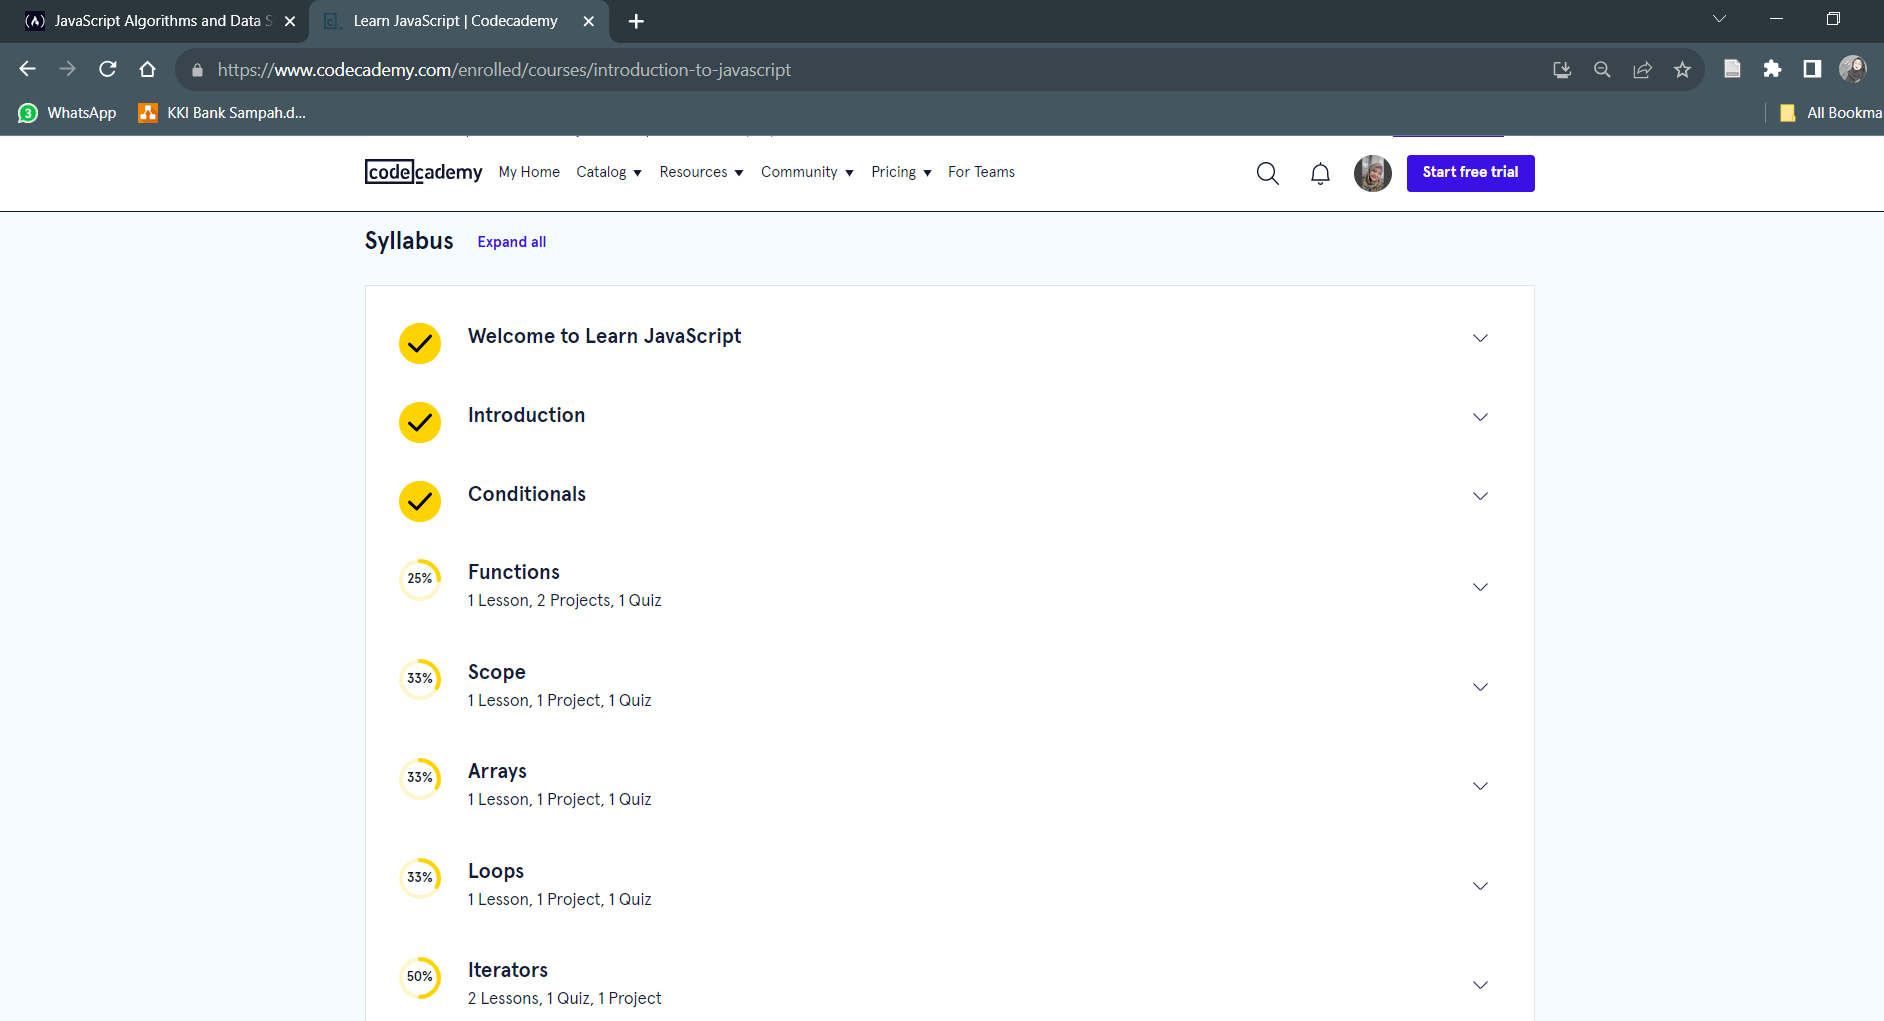 JavaScript Algorithms and Data S
Learn JavaScript | Codecademy
https://www.codecademy.com/enrolled/courses/introduction-to-javascript
3 WhatsApp
KKI Bank Sampah.d...
All Bookma
codecademy
My Home
Catalog
Resources
Community
Pricing
For Teams
Start free trial
Syllabus
Expand all
Welcome to Learn JavaScript
Introduction
Conditionals
25%
Functions
1 Lesson, 2 Projects, 1 Quiz
33%
Scope
1 Lesson, 1 Project, 1 Quiz
33%
Arrays
1 Lesson, 1 Project, 1 Quiz
33%
Loops
1 Lesson, 1 Project, 1 Quiz
50%
Iterators
2 Lessons, 1 Quiz, 1 Project